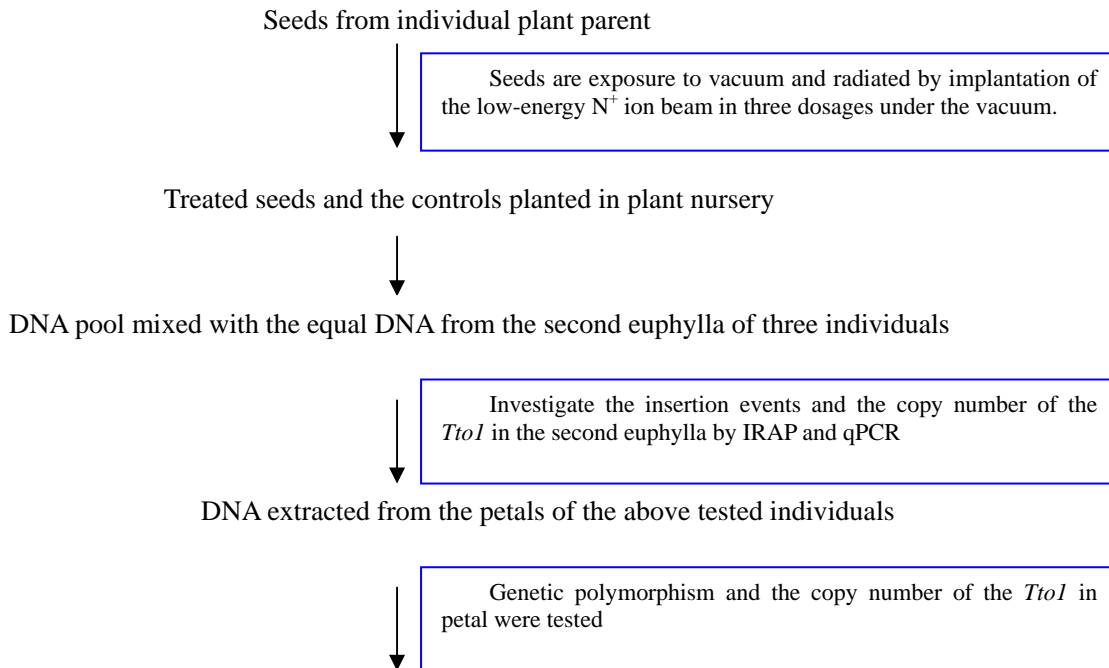 Seeds from individual plant parent
Seeds are exposure to vacuum and radiated by implantation of
the low-energy N⁺ ion beam in three dosages under the vacuum.
Treated seeds and the controls planted in plant nursery
DNA pool mixed with the equal DNA from the second euphylla of three individuals
Investigate the insertion events and the copy number of the
Tto1 in the second euphylla by IRAP and qPCR
DNA extracted from the petals of the above tested individuals
Genetic polymorphism and the copy number of the Tto1 in
petal were tested